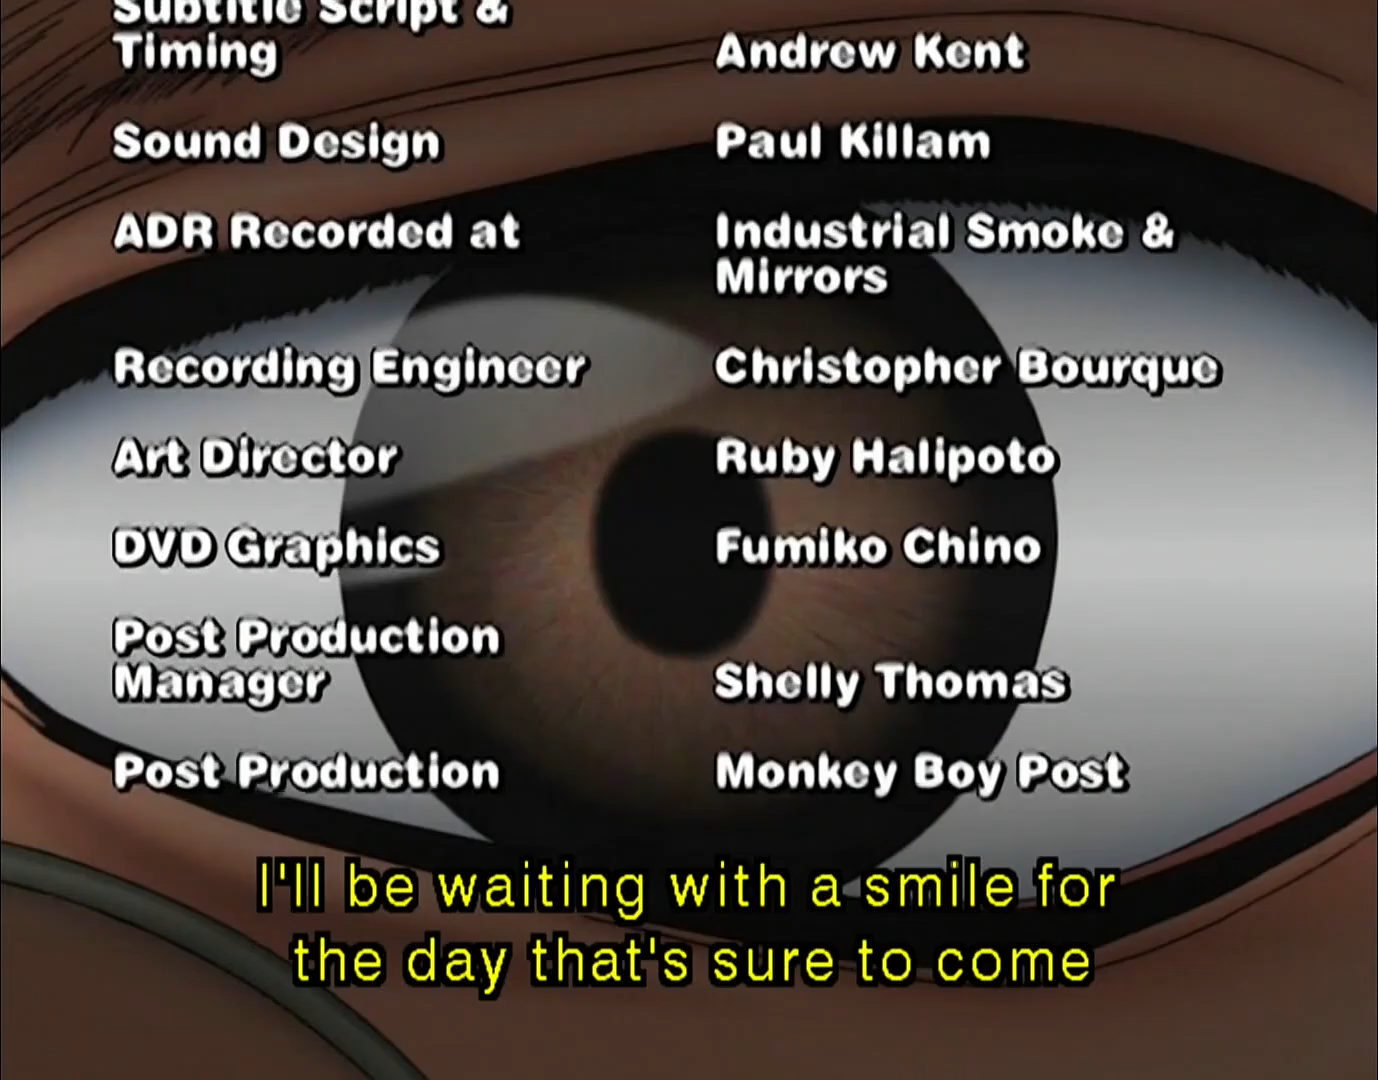 Subtitle Script &
Timing Andrew Kent
Sound Design Paul Killam
ADR Recorded at Industrial Smoke &
Mirrors
Recording Engineer Christopher Bourque
Art Director Ruby Halipoto
DVD Graphics Fumiko Chino
Post Production
Manager Shelly Thomas
Post Production Monkey Boy Post
I'll be waiting with a smile for
the day that's sure to come